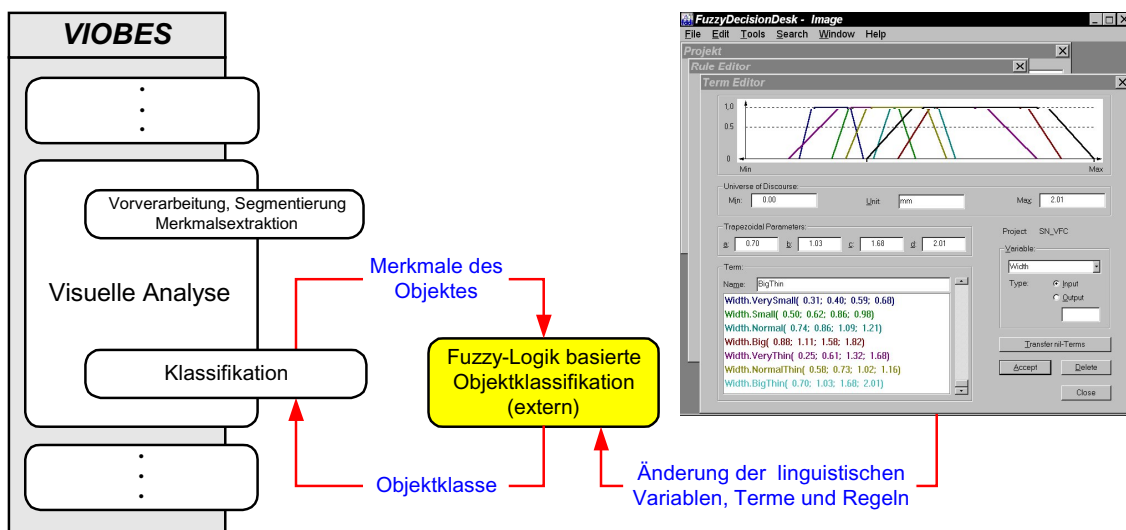 VIOBES
Vorverarbeitung, Segmentierung
Merkmalsextraktion
Visuelle Analyse
Klassifikation
Merkmale des
Objektes
Fuzzy-Logik basierte
Objektklassifikation
(extern)
Objektklasse
Änderung der linguistischen
Variablen, Terme und Regeln
FuzzyDecisionDesk - Image
File Edit Tools Search Window Help
Projekt
Rule Editor
Term Editor
1,0
0.5
0
Min Max
Universe of Discourse:
Min: 0.00 Unit mm Max: 2.01
Trapezoidal Parameters:
a: 0.70 b: 1.03 c: 1.68 d: 2.01
Project SN_VFC
Variable:
Width
Type: Input
Output
Term:
Name: BigThin
Width.VerySmall( 0.31; 0.40; 0.59; 0.68)
Width.Small( 0.50; 0.62; 0.86; 0.98)
Width.Normal( 0.74; 0.86; 1.09; 1.21)
Width.Big( 0.88; 1.11; 1.58; 1.82)
Width.VeryThin( 0.25; 0.61; 1.32; 1.68)
Width.NormalThin( 0.58; 0.73; 1.02; 1.16)
Width.BigThin( 0.70; 1.03; 1.68; 2.01)
Transfer nil-Terms
Accept Delete
Close